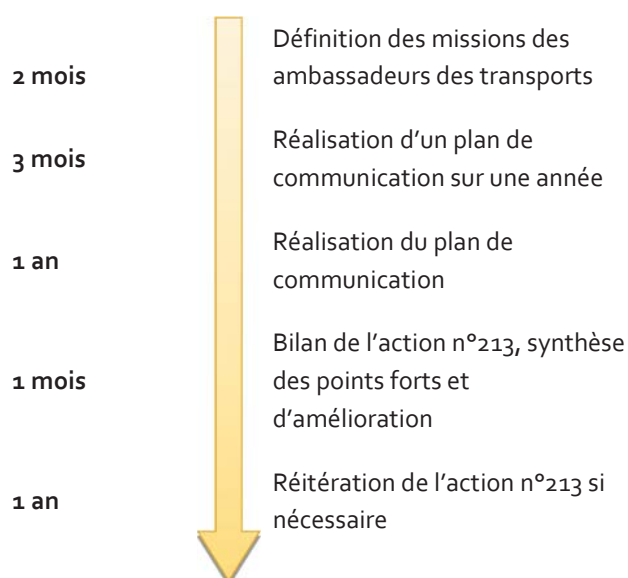 Définition des missions des
2 mois
ambassadeurs des transports
Réalisation d’un plan de
3 mois
communication sur une année
Réalisation du plan de
1 an
communication
Bilan de l’action n°213, synthèse
1 mois
des points forts et
d’amélioration
Réitération de l’action n°213 si
1 an
nécessaire